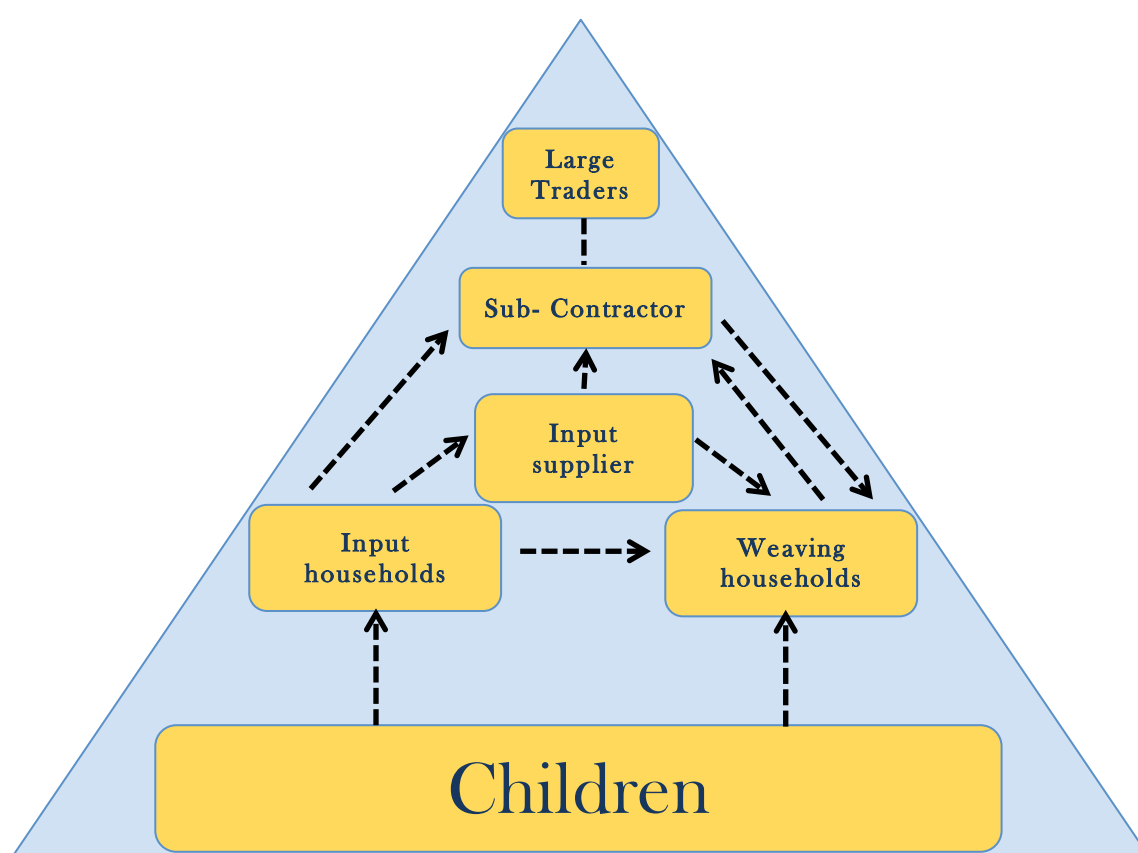 Large
Traders
Sub- Contractor
Input
supplier
Input
households
Weaving
households
Children